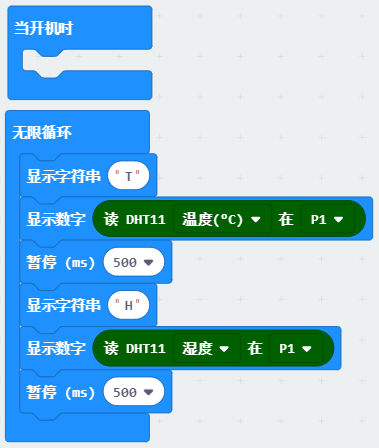 当开机时
无限循环
显示字符串 "T"
显示数字 读 DHT11 温度(°C) 在 P1
暂停 (ms) 500
显示字符串 "H"
显示数字 读 DHT11 湿度 在 P1
暂停 (ms) 500